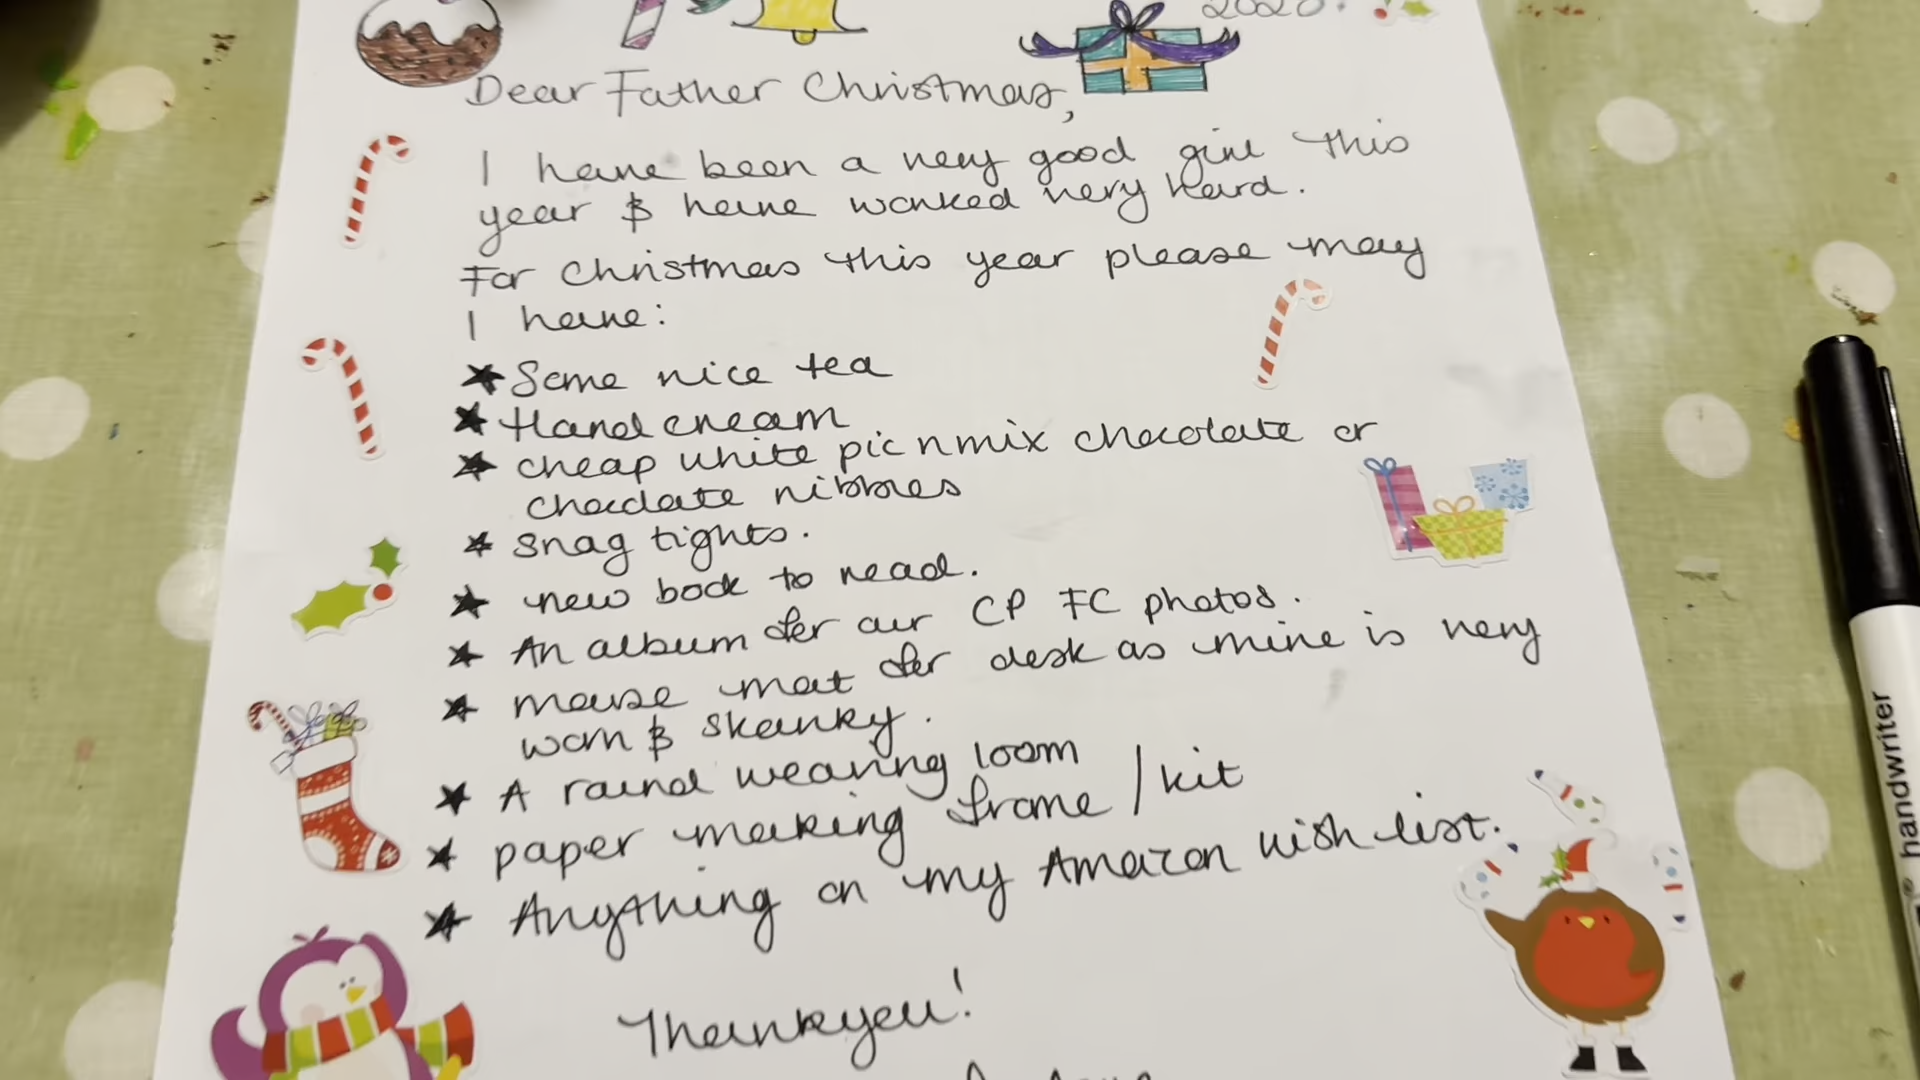 Dear Father Christmas,
I have been a very good girl this
year & have worked very hard.
For Christmas this year please may
I have:
★ Some nice tea
★ Hand cream
★ cheap white pic n mix chocolate or
chocolate nibbles
★ snag tights.
★ new book to read.
★ An album for our CP FC photos.
★ mouse mat for desk as mine is very
worn & skanky.
★ A round weaving loom
★ paper making frame / kit
★ Anything on my Amazon wish list.
Thankyou!
handwriter